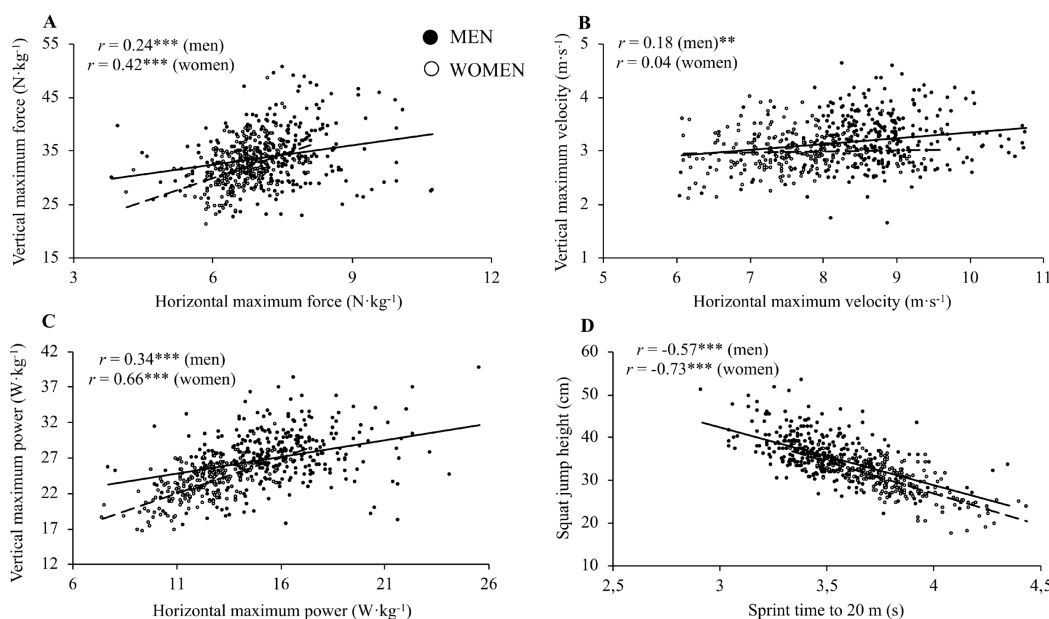 A
r = 0.24*** (men)
r = 0.42*** (women)
MEN
WOMEN
Vertical maximum force (N·kg-1)
55
45
35
25
15
3 6 9 12
Horizontal maximum force (N·kg-1)
B
r = 0.18 (men)**
r = 0.04 (women)
Vertical maximum velocity (m·s-1)
5
4
3
2
1
5 6 7 8 9 10 11
Horizontal maximum velocity (m·s-1)
C
r = 0.34*** (men)
r = 0.66*** (women)
Vertical maximum power (W·kg-1)
42
37
32
27
22
17
12
6 11 16 21 26
Horizontal maximum power (W·kg-1)
D
r = -0.57*** (men)
r = -0.73*** (women)
Squat jump height (cm)
60
50
40
30
20
10
2,5 3 3,5 4 4,5
Sprint time to 20 m (s)